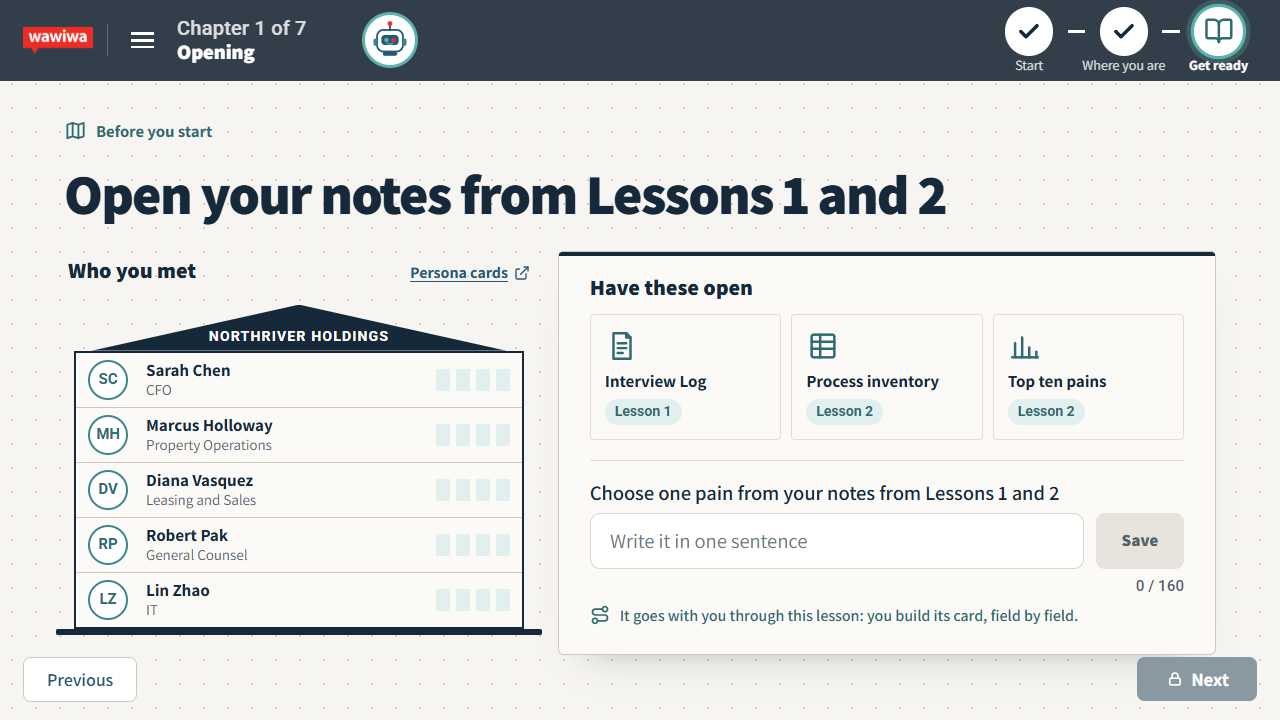 wawiwa
Chapter 1 of 7
Opening
Start
Where you are
Get ready
Before you start
Open your notes from Lessons 1 and 2
Who you met
Persona cards
NORTHRIVER HOLDINGS
SC
Sarah Chen
CFO
MH
Marcus Holloway
Property Operations
DV
Diana Vasquez
Leasing and Sales
RP
Robert Pak
General Counsel
LZ
Lin Zhao
IT
Have these open
Interview Log
Lesson 1
Process inventory
Lesson 2
Top ten pains
Lesson 2
Choose one pain from your notes from Lessons 1 and 2
Write it in one sentence
Save
0 / 160
It goes with you through this lesson: you build its card, field by field.
Previous
Next